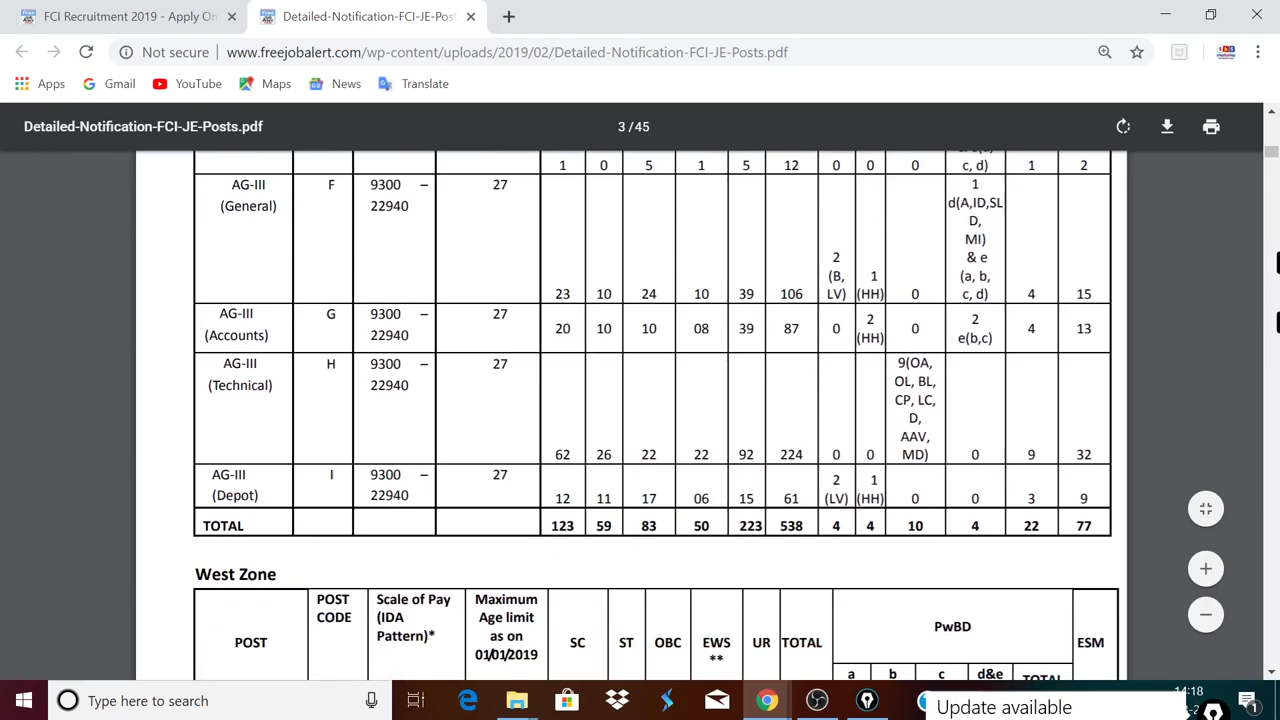 FCI Recruitment 2019 - Apply On
Detailed-Notification-FCI-JE-Post
Not secure
www.freejobalert.com/wp-content/uploads/2019/02/Detailed-Notification-FCI-JE-Posts.pdf
Apps Gmail YouTube Maps News Translate
Detailed-Notification-FCI-JE-Posts.pdf 3 / 45
1 0 5 1 5 12 0 0 0 c, d) 1 2
AG-III (General) F 9300 – 22940 27 23 10 24 10 39 106 2 (B, LV) 1 (HH) 0 1 d(A,ID,SL D, MI) & e (a, b, c, d) 4 15
AG-III (Accounts) G 9300 – 22940 27 20 10 10 08 39 87 0 2 (HH) 0 2 e(b,c) 4 13
AG-III (Technical) H 9300 – 22940 27 62 26 22 22 92 224 0 0 9(OA, OL, BL, CP, LC, D, AAV, MD) 0 9 32
AG-III (Depot) I 9300 – 22940 27 12 11 17 06 15 61 2 (LV) 1 (HH) 0 0 3 9
TOTAL 123 59 83 50 223 538 4 4 10 4 22 77
West Zone
POST POST CODE Scale of Pay (IDA Pattern)* Maximum Age limit as on 01/01/2019 SC ST OBC EWS ** UR TOTAL PwBD ESM
a b c d&e TOTAL
Type here to search
14:18
Update available
1